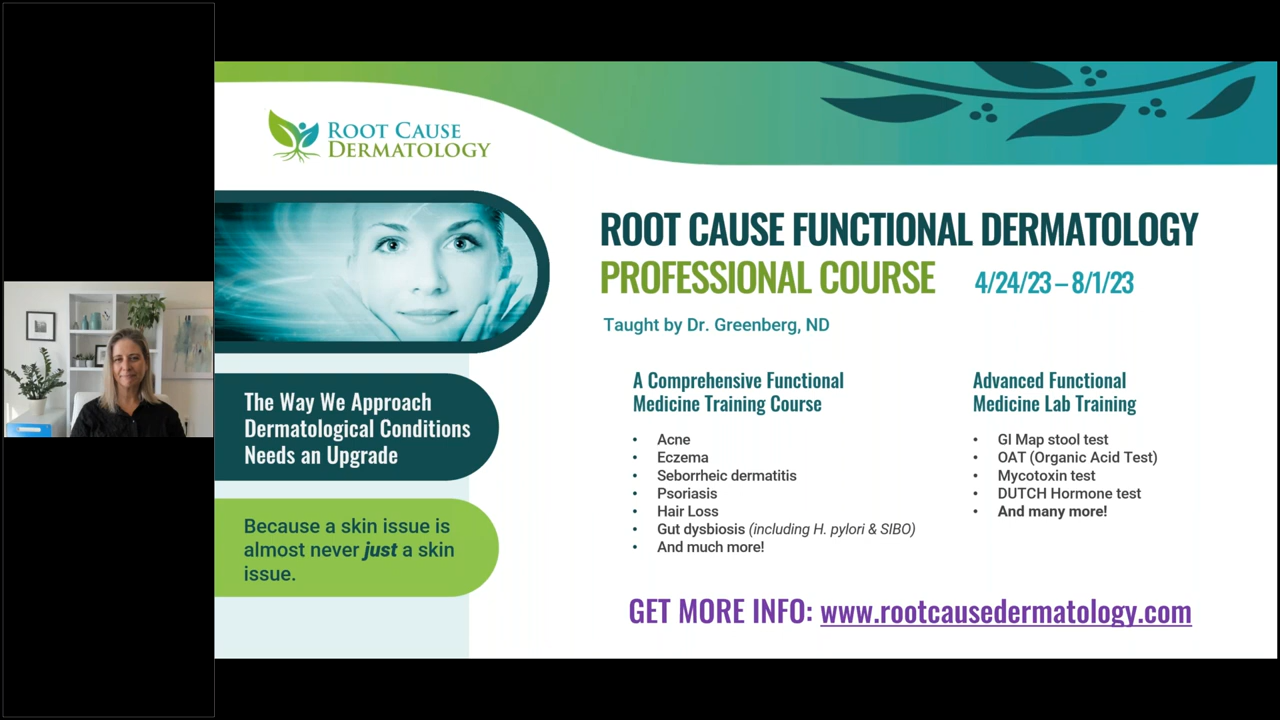 ROOT CAUSE
DERMATOLOGY
The Way We Approach
Dermatological Conditions
Needs an Upgrade
Because a skin issue is
almost never just a skin
issue.
ROOT CAUSE FUNCTIONAL DERMATOLOGY
PROFESSIONAL COURSE 4/24/23 – 8/1/23
Taught by Dr. Greenberg, ND
A Comprehensive Functional
Medicine Training Course
• Acne
• Eczema
• Seborrheic dermatitis
• Psoriasis
• Hair Loss
• Gut dysbiosis (including H. pylori & SIBO)
• And much more!
Advanced Functional
Medicine Lab Training
• GI Map stool test
• OAT (Organic Acid Test)
• Mycotoxin test
• DUTCH Hormone test
• And many more!
GET MORE INFO: www.rootcausedermatology.com